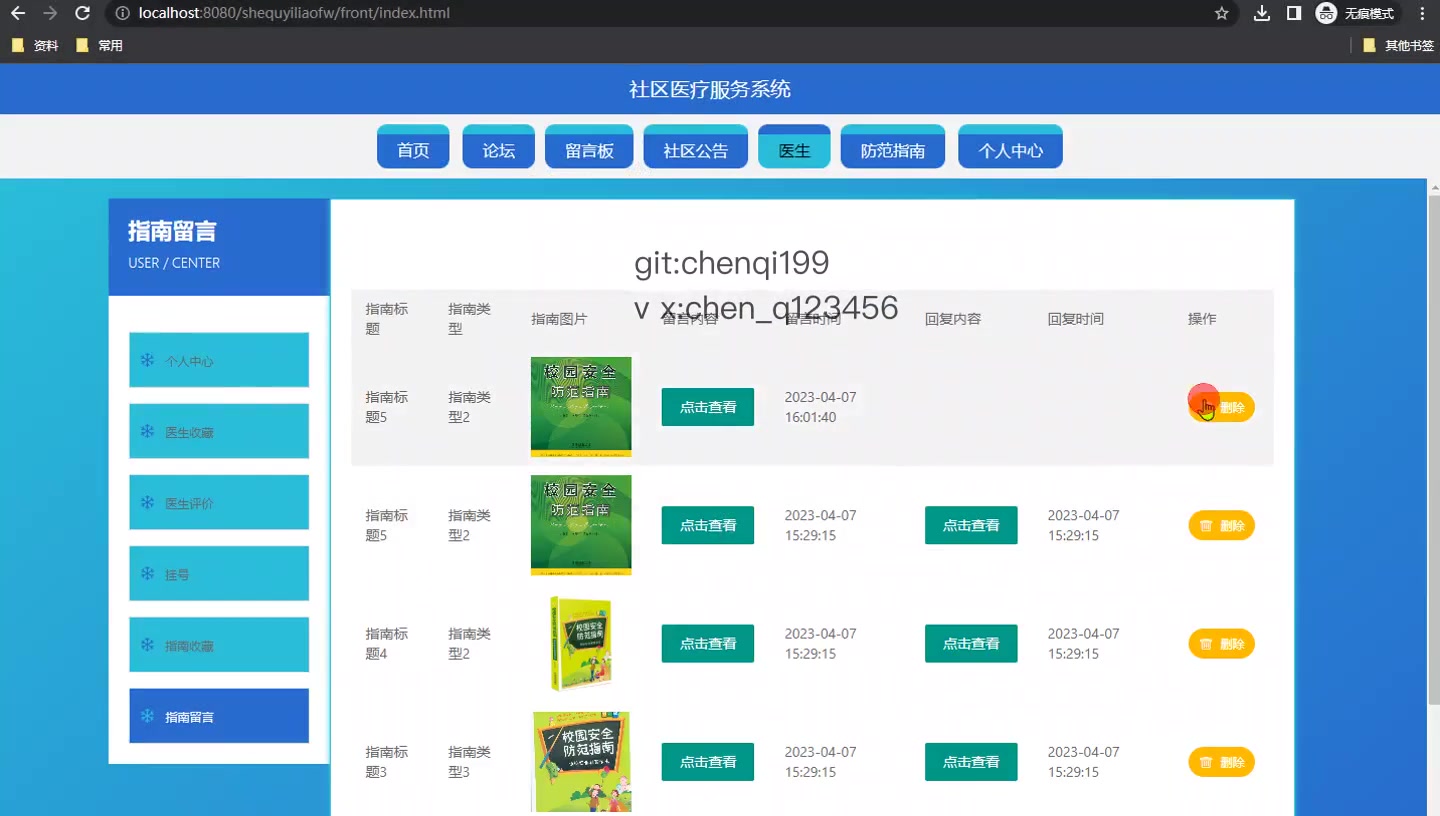 localhost:8080/shequyiliaofw/front/index.html
无痕模式
资料
常用
其他书签
社区医疗服务系统
首页
论坛
留言板
社区公告
医生
防范指南
个人中心
指南留言
USER / CENTER
git:chenqi199
v x:chen_q123456
个人中心
医生收藏
医生评价
挂号
指南收藏
指南留言
指南标
题
指南类
型
指南图片
留言内容
留言时间
回复内容
回复时间
操作
指南标
题5
指南类
型2
校园安全
防范指南
点击查看
2023-04-07
16:01:40
删除
指南标
题5
指南类
型2
校园安全
防范指南
点击查看
2023-04-07
15:29:15
点击查看
2023-04-07
15:29:15
删除
指南标
题4
指南类
型2
校园安全
防范指南
点击查看
2023-04-07
15:29:15
点击查看
2023-04-07
15:29:15
删除
指南标
题3
指南类
型3
校园安全
防范指南
点击查看
2023-04-07
15:29:15
点击查看
2023-04-07
15:29:15
删除